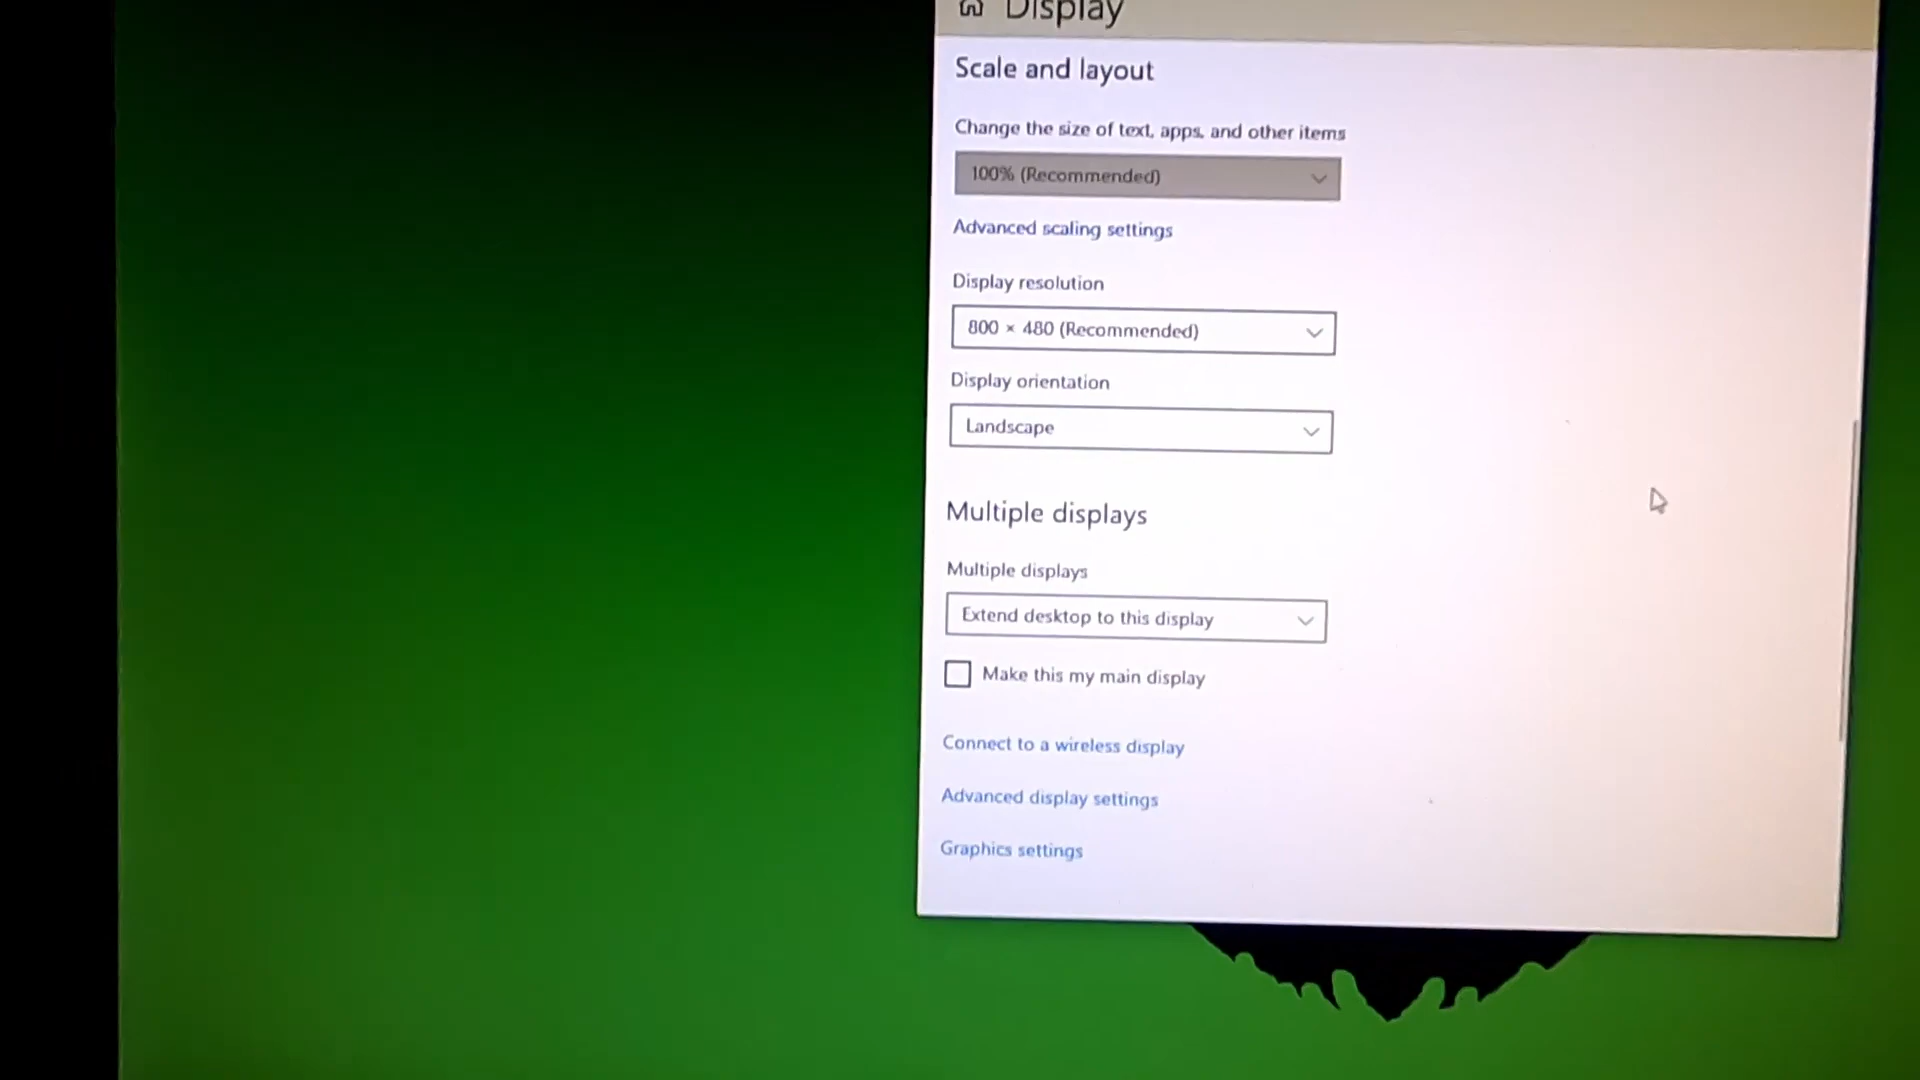 Display
Scale and layout
Change the size of text, apps, and other items
100% (Recommended)
Advanced scaling settings
Display resolution
800 × 480 (Recommended)
Display orientation
Landscape
Multiple displays
Multiple displays
Extend desktop to this display
Make this my main display
Connect to a wireless display
Advanced display settings
Graphics settings